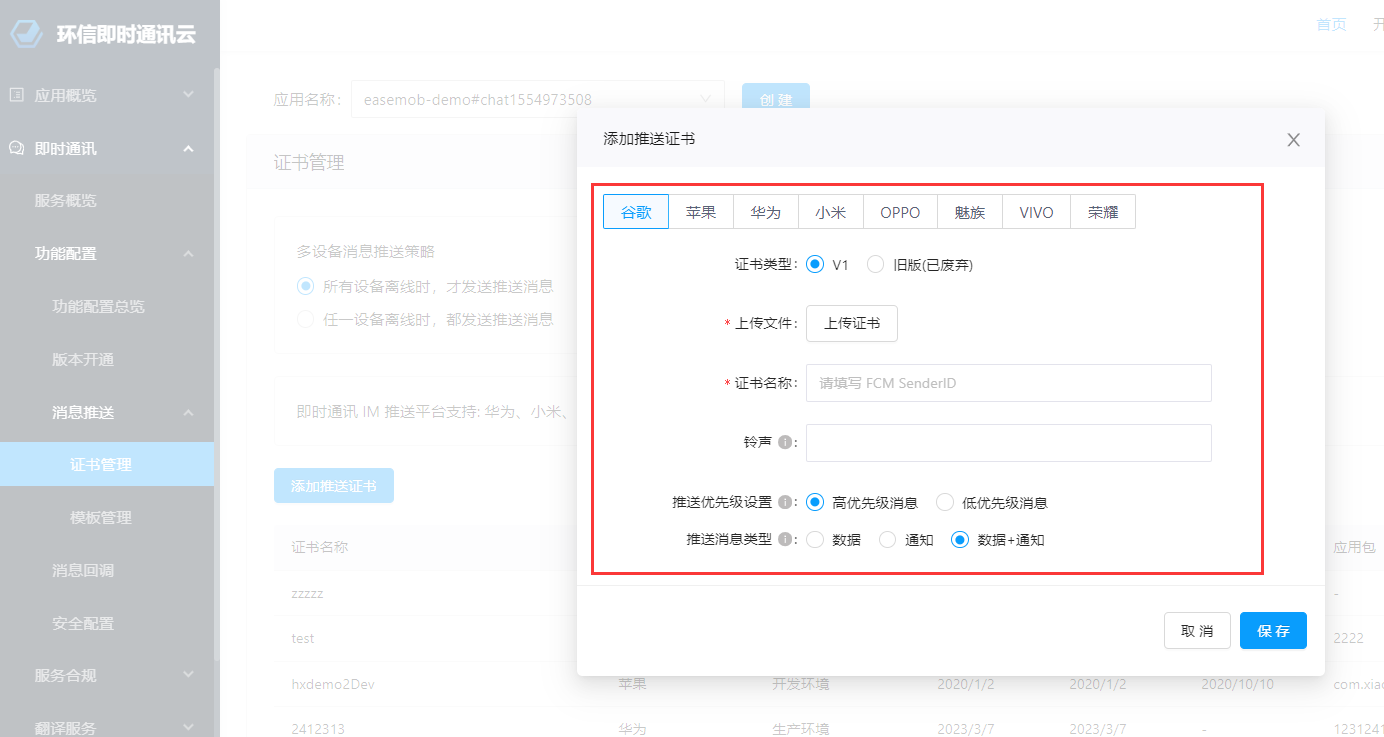 环信即时通讯云
首页 开
应用概览
即时通讯
服务概览
功能配置
功能配置总览
版本开通
消息推送
证书管理
模板管理
消息回调
安全配置
服务合规
翻译服务
应用名称: easemob-demo#chat1554973508 创 建
证书管理
多设备消息推送策略
所有设备离线时，才发送推送消息
任一设备离线时，都发送推送消息
即时通讯 IM 推送平台支持: 华为、小米、
添加推送证书
证书名称 应用包
zzzzz -
test 2222
hxdemo2Dev 苹果 开发环境 2020/1/2 2020/1/2 2020/10/10 com.xiao
2412313 华为 生产环境 2023/3/7 2023/3/7 - 1231241
添加推送证书
谷歌 苹果 华为 小米 OPPO 魅族 VIVO 荣耀
证书类型: V1 旧版(已废弃)
* 上传文件: 上传证书
* 证书名称: 请填写 FCM SenderID
铃声 :
推送优先级设置 : 高优先级消息 低优先级消息
推送消息类型 : 数据 通知 数据+通知
取 消 保 存